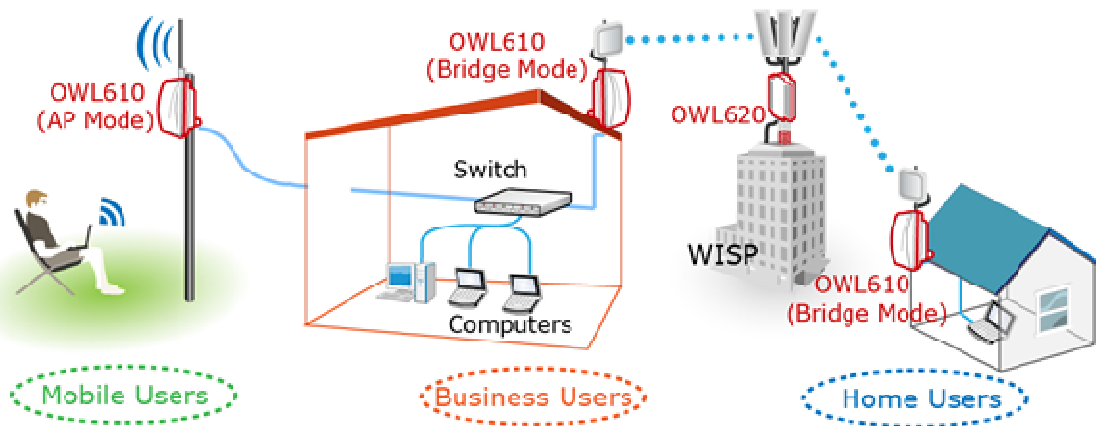 OWL610
(AP Mode)
OWL610
(Bridge Mode)
OWL620
Switch
Computers
WISP
OWL610
(Bridge Mode)
Mobile Users
Business Users
Home Users